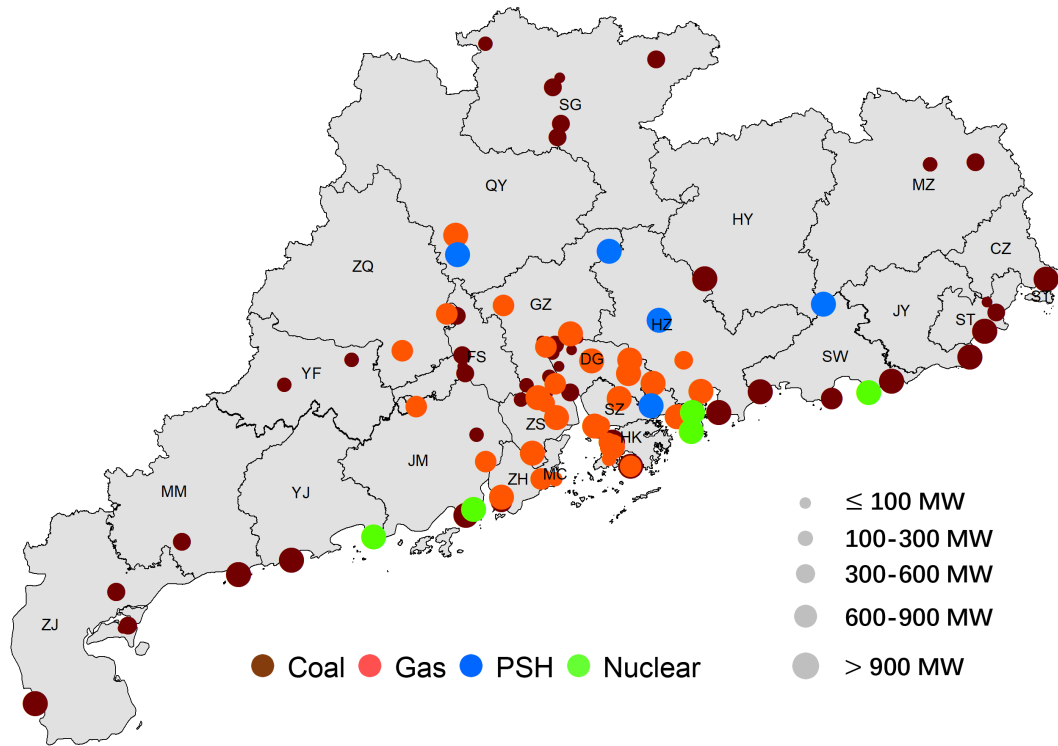 SG
QY
MZ
HY
CZ
ZQ
ST
GZ
JY
ST
HZ
FS
DG
SW
YF
SZ
ZS
HK
JM
ZH
MC
MM
YJ
ZJ
≤ 100 MW
100-300 MW
300-600 MW
600-900 MW
> 900 MW
Coal
Gas
PSH
Nuclear